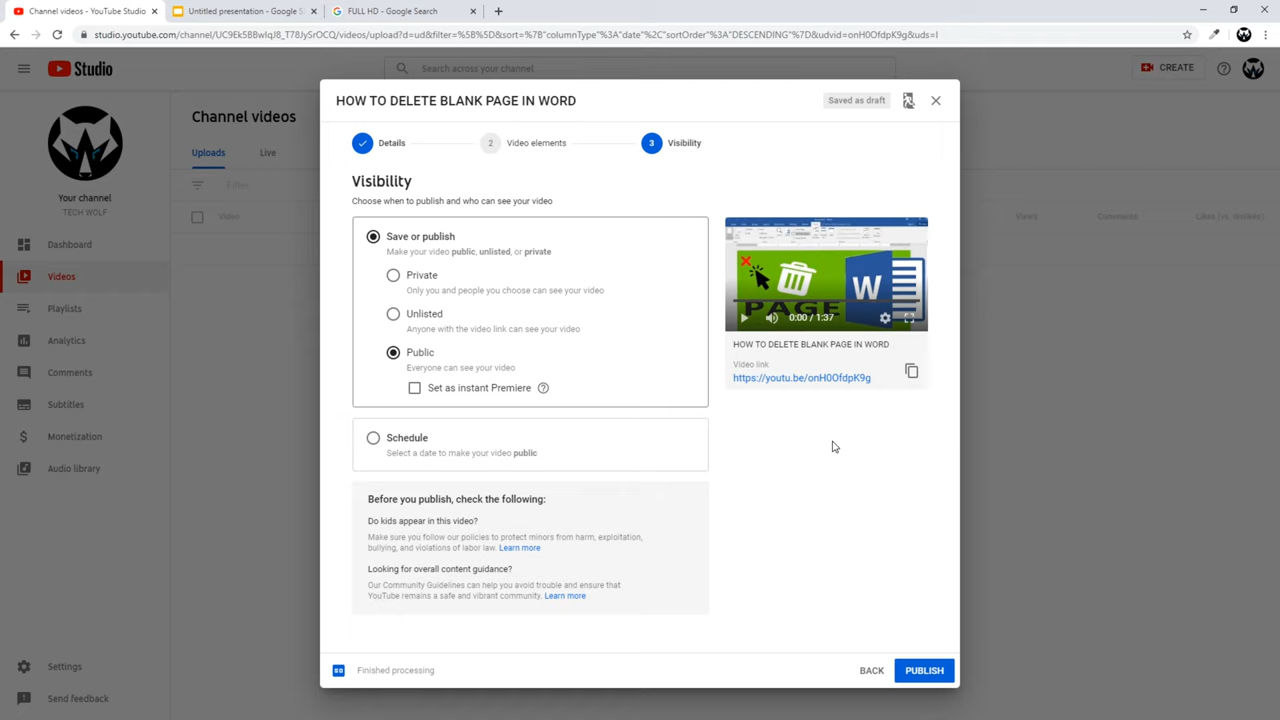 Channel videos - YouTube Studio
Untitled presentation - Google S
FULL HD - Google Search
studio.youtube.com/channel/UC9Ek5BBwIqJ8_T78JySrOCQ/videos/upload?d=ud&filter=%5B%5D&sort=%7B"columnType"%3A"date"%2C"sortOrder"%3A"DESCENDING"%7D&udvid=onH0OfdpK9g&uds=I
Studio
Search across your channel
CREATE
Your channel
TECH WOLF
Dashboard
Videos
Playlists
Analytics
Comments
Subtitles
Monetization
Audio library
Settings
Send feedback
Channel videos
Uploads
Live
Filter
Video
Views
Comments
Likes (vs. dislikes)
HOW TO DELETE BLANK PAGE IN WORD
Saved as draft
Details
2
Video elements
3
Visibility
Visibility
Choose when to publish and who can see your video
Save or publish
Make your video public, unlisted, or private
Private
Only you and people you choose can see your video
Unlisted
Anyone with the video link can see your video
Public
Everyone can see your video
Set as instant Premiere
Schedule
Select a date to make your video public
Before you publish, check the following:
Do kids appear in this video?
Make sure you follow our policies to protect minors from harm, exploitation,
bullying, and violations of labor law. Learn more
Looking for overall content guidance?
Our Community Guidelines can help you avoid trouble and ensure that
YouTube remains a safe and vibrant community. Learn more
W
PAGE
0:00 / 1:37
HOW TO DELETE BLANK PAGE IN WORD
Video link
https://youtu.be/onH0OfdpK9g
Finished processing
BACK
PUBLISH